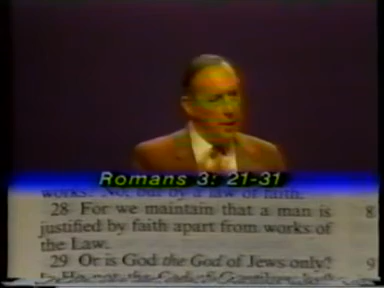 Romans 3: 21-31
works? No, but by a law of faith.
28 For we maintain that a man is
justified by faith apart from works of
the Law.
29 Or is God the God of Jews only?
8
9